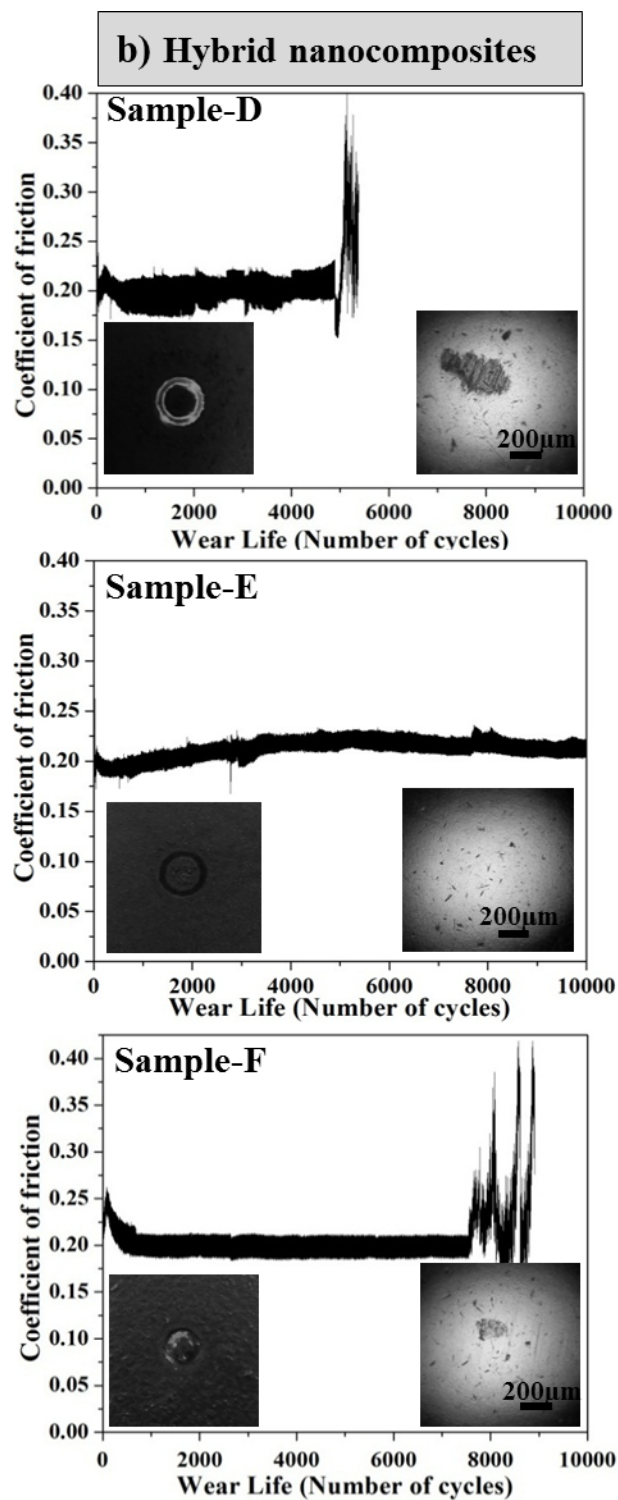 b) Hybrid nanocomposites
Sample-D
Coefficient of friction
0.40
0.35
0.30
0.25
0.20
0.15
0.10
0.05
0.00
200μm
0 2000 4000 6000 8000 10000
Wear Life (Number of cycles)
Sample-E
Coefficient of friction
0.40
0.35
0.30
0.25
0.20
0.15
0.10
0.05
0.00
200μm
0 2000 4000 6000 8000 10000
Wear Life (Number of cycles)
Sample-F
Coefficient of friction
0.40
0.35
0.30
0.25
0.20
0.15
0.10
0.05
0.00
200μm
0 2000 4000 6000 8000 10000
Wear Life (Number of cycles)